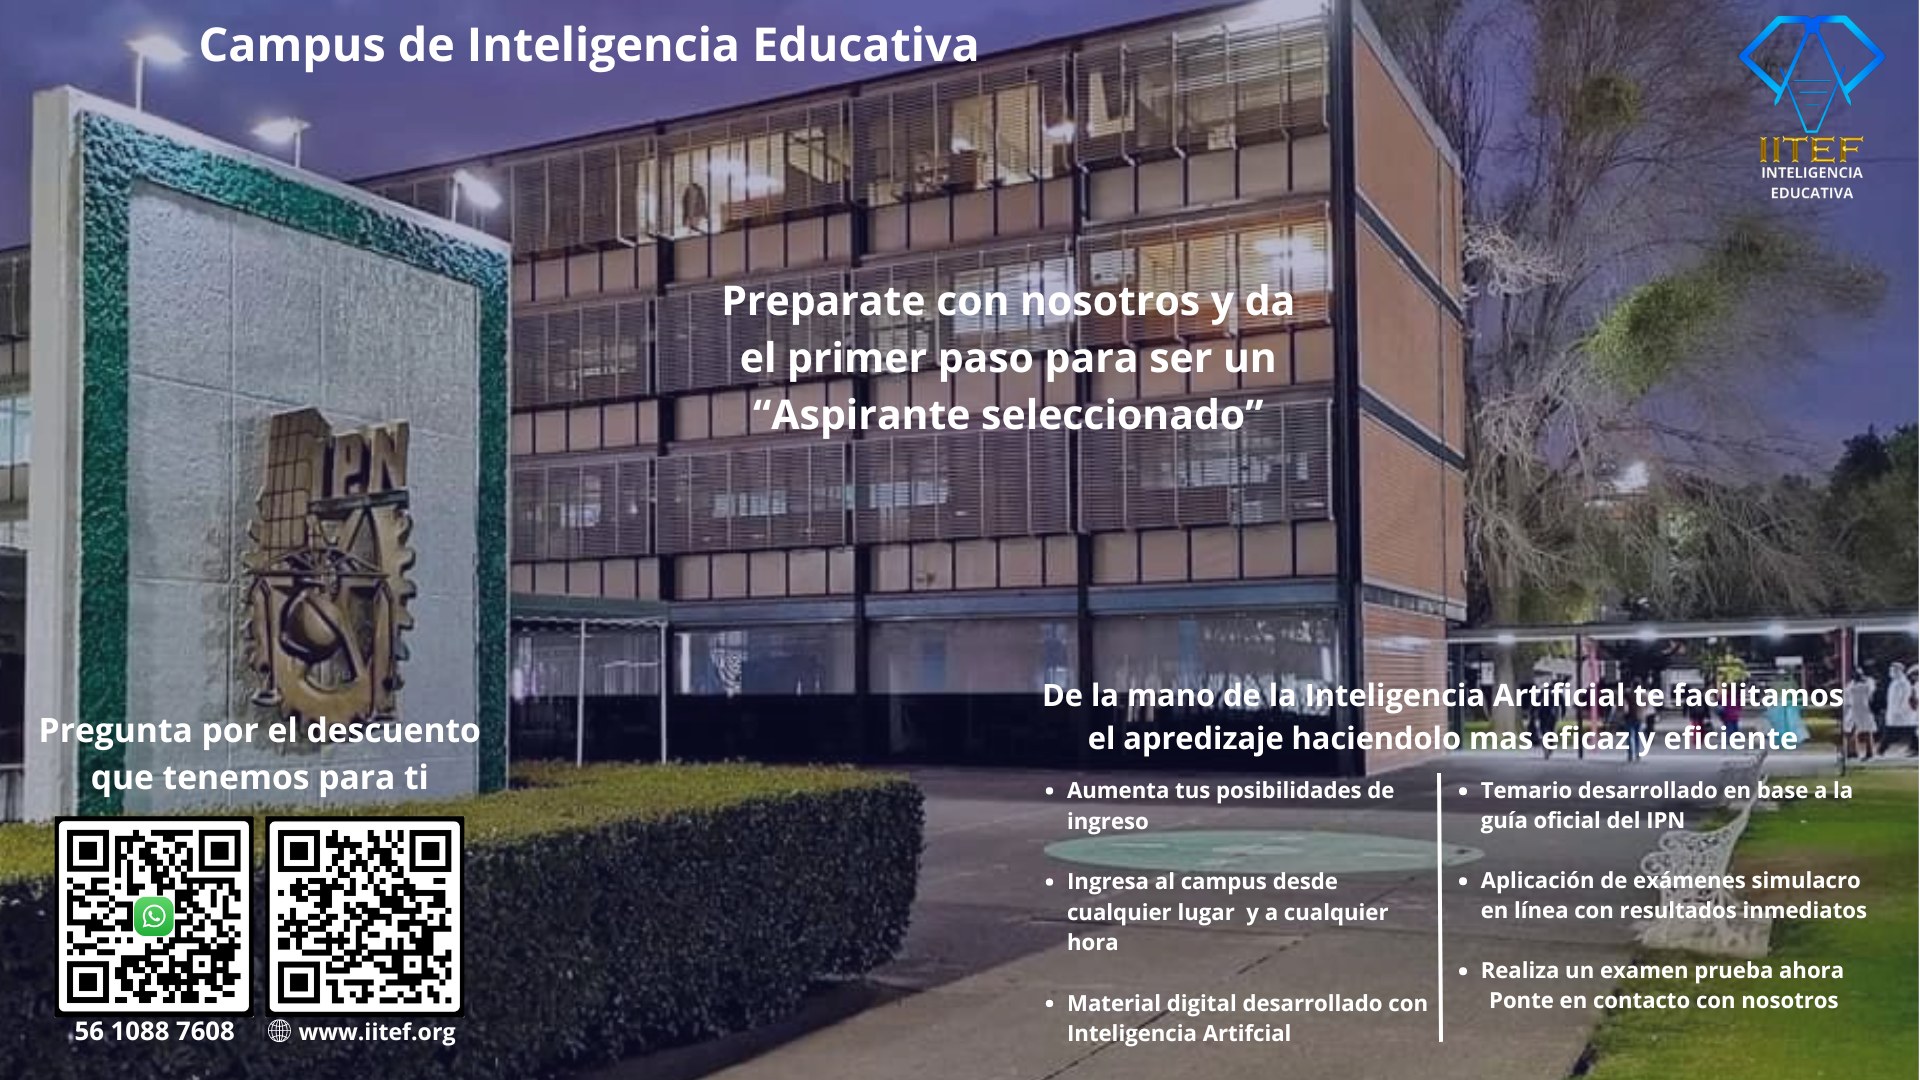 Campus de Inteligencia Educativa
IITEF
INTELIGENCIA
EDUCATIVA
Preparate con nosotros y da
el primer paso para ser un
“Aspirante seleccionado”
IPN
Pregunta por el descuento
que tenemos para ti
56 1088 7608
www.iitef.org
De la mano de la Inteligencia Artificial te facilitamos
el apredizaje haciendolo mas eficaz y eficiente
• Aumenta tus posibilidades de
ingreso
• Ingresa al campus desde
cualquier lugar y a cualquier
hora
• Material digital desarrollado con
Inteligencia Artifcial
• Temario desarrollado en base a la
guía oficial del IPN
• Aplicación de exámenes simulacro
en línea con resultados inmediatos
• Realiza un examen prueba ahora
Ponte en contacto con nosotros